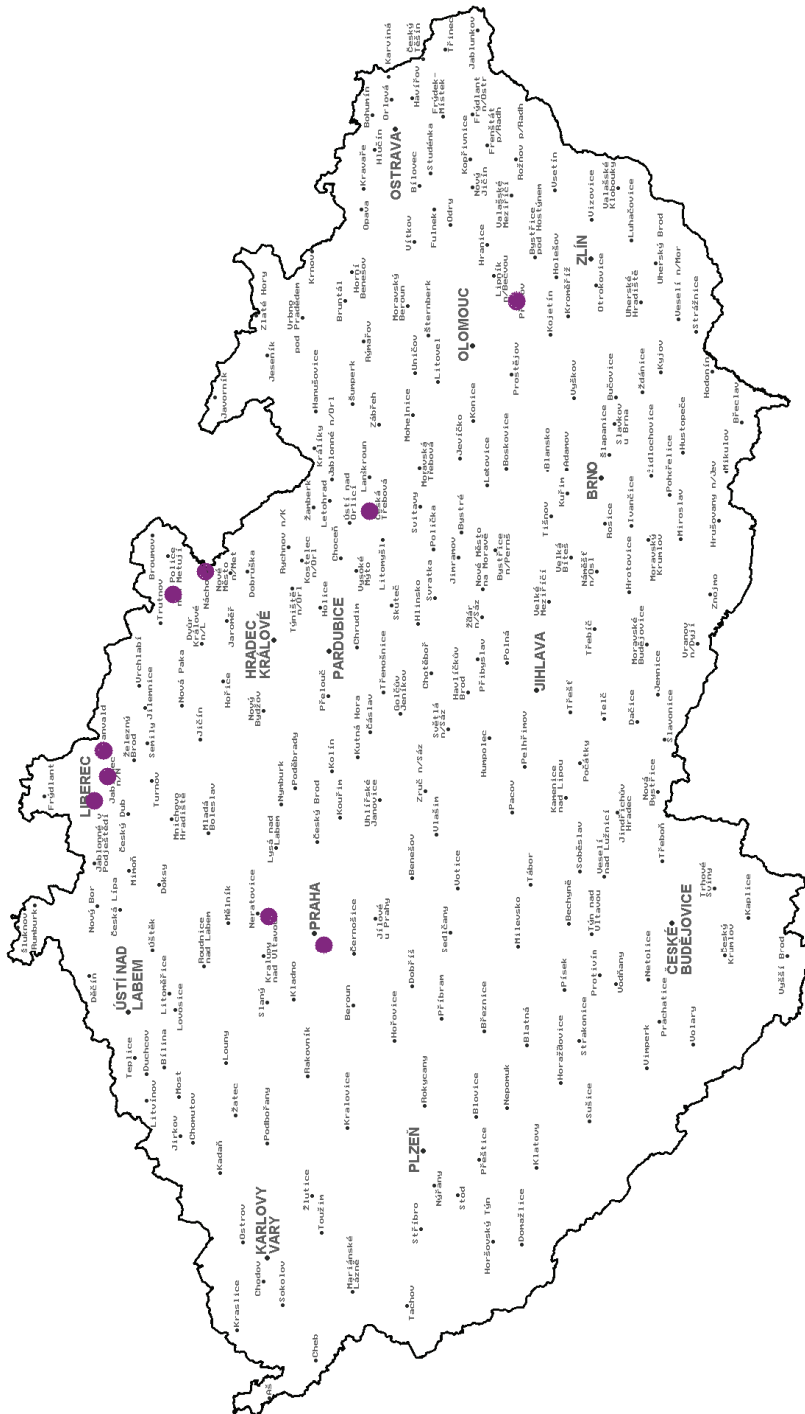 Šluknov
Rumburk
Frýdlant
Děčín
Nový Bor
LIBEREC
Jablonné v
Podještědí
Česká Lípa
ÚSTÍ NAD
LABEM
Teplice
Mimoň
Český Dub
Železný
Brod
Duchcov
Litvínov
Úštěk
Doksy
Turnov
Semily
Jilemnice
Vrchlabí
Trutnov
Broumov
Bílina
Litoměřice
Lovosice
Jirkov
Most
Mnichovo
Hradiště
Nová Paka
Police
Chomutov
Roudnice
nad Labem
Mladá
Boleslav
Jičín
Dvůr
Králové
Kadaň
Louny
Mělník
Hořice
Jaroměř
Nové
Město
n/Met
Javorník
Kraslice
Ostrov
Žatec
Dobruška
Chodov
KARLOVY
VARY
Podbořany
Slaný
Neratovice
Lysá nad
Labem
Nový
Budžov
HRADEC
KRÁLOVÉ
Jeseník
Zlaté Hory
Aš
Sokolov
Kladno
Nymburk
Poděbrady
Týniště
n/Orl
Rychnov n/K
Vrbno
pod Pradědem
Cheb
Žlutice
Toužim
Rakovník
PRAHA
Český Brod
Kolín
Přelouč
Hólice
Kostelec
n/Orl
Žamberk
Králíky
Hanušovice
Krnov
Letohrad
Jablonné n/Orl
PARDUBICE
Choceň
Ústí nad
Orlicí
Šumperk
Bruntál
Horní
Benešov
Mariánské
Lázně
Kralovice
Beroun
Černošice
Kouřim
Kutná Hora
Chrudim
Vysoké
Mýto
Lanškroun
Rýmařov
Opava
Kravaře
Hlučín
Bohumín
Uhlířské
Janovice
Čáslav
Třemošnice
Litomyšl
Zábřeh
Jílové
u Prahy
Hořovice
Golčův
Jeníkov
Skuteč
Moravský
Beroun
OSTRAVA
Orlová
Karviná
Tachov
Stříbro
PLZEŇ
Rokycany
Dobříš
Benešov
Zruč n/Sáz
Hlinsko
Svitavy
Moravská
Třebová
Mohelnice
Uničov
Vítkov
Bílovec
Havířov
Český
Těšín
Nýřany
Příbram
Sedlčany
Vlašim
Světlá
n/Sáz
Chotěboř
Svratka
Polička
Litovel
Šternberk
Fulnek
Studénka
Frýdek-
Místek
Třinec
Stod
Votice
Havlíčkův
Brod
Jimramov
Bystré
Jevíčko
OLOMOUC
Odry
Nový
Jičín
Kopřivnice
Jablunkov
Přeštice
Blovice
Březnice
Humpolec
Přibyslav
Žďár
n/Sáz
Nové Město
na Moravě
Letovice
Konice
Hranice
Frýdlant
n/Ostr
Frenštát
p/Radh
Horšovský Týn
Nepomuk
Pacov
Polná
Bystřice
n/Pernš
Boskovice
Prostějov
Lipník
n/Bečvou
Valašské
Meziříčí
Rožnov p/Radh
Domažlice
Klatovy
Blatná
Milevsko
Tábor
Pelhřimov
JIHLAVA
Velké
Meziříčí
Tišnov
Blansko
Kojetín
Bystřice
pod Hostýnem
Horažďovice
Písek
Bechyně
Kamenice
nad Lipou
Třešť
Velká
Bíteš
Kuřim
Adamov
Vyškov
Kroměříž
Holešov
Vsetín
Sušice
Strakonice
Protivín
Týn nad
Vltavou
Soběslav
Počátky
Třebíč
Náměšť
n/Osl
BRNO
ZLÍN
Vizovice
Veselí
nad Lužnicí
Telč
Rosice
Šlapanice
Bučovice
Otrokovice
Valašské
Klobouky
Vodňany
Jindřichův
Hradec
Hrotovice
Ivančice
Slavkov
u Brna
Vimperk
Netolice
Dačice
Moravské
Budějovice
Moravský
Krumlov
Židlochovice
Ždánice
Uherské
Hradiště
Luhačovice
Prachatice
ČESKÉ
BUDĚJOVICE
Třeboň
Nová
Bystřice
Slavonice
Jemnice
Pohořelice
Kyjov
Uherský Brod
Volary
Trhové
Sviny
Vranov
n/Dyjí
Miroslav
Hustopeče
Veselí n/Mor
Český
Krumlov
Znojmo
Hrušovany n/Jev
Mikulov
Hodonín
Strážnice
Kaplice
Břeclav
Vyšší Brod